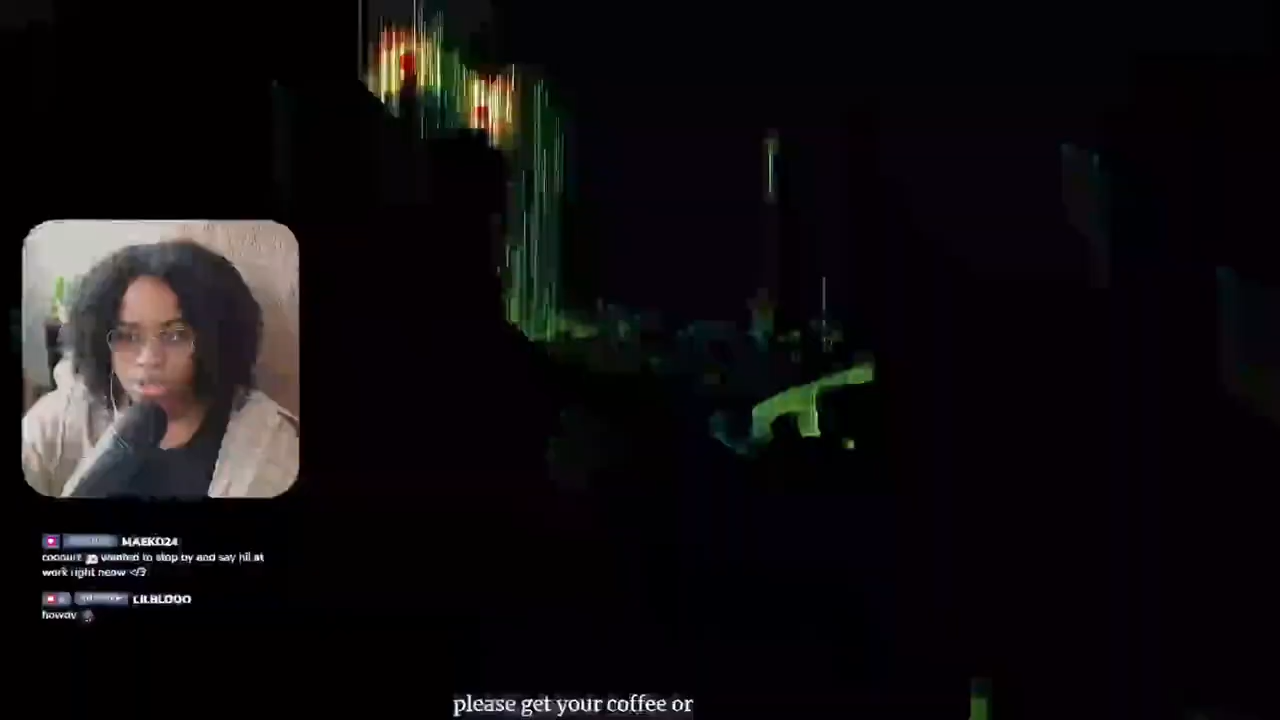 MAEKO24
wanted to stop by and say hi! at
work right neow </3
LILBLOOO
howdy
please get your coffee or